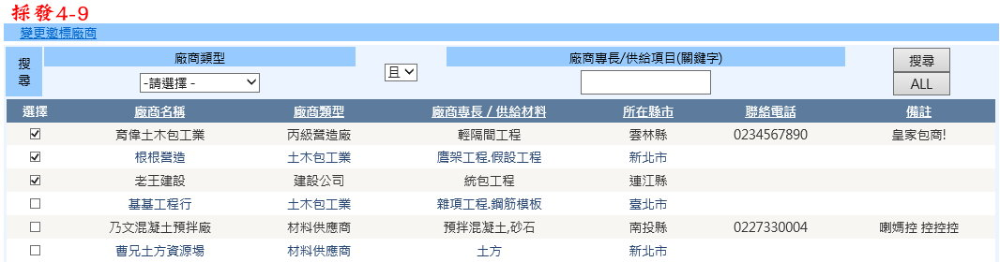 採發4-9
變更邀標廠商
搜尋 廠商類型 廠商專長/供給項目(關鍵字) 搜尋
-請選擇 - 且 ALL
選擇 廠商名稱 廠商類型 廠商專長 / 供給材料 所在縣市 聯絡電話 備註
育偉土木包工業 丙級營造廠 輕隔間工程 雲林縣 0234567890 皇家包商!
根根營造 土木包工業 鷹架工程.假設工程 新北市
老王建設 建設公司 統包工程 連江縣
基基工程行 土木包工業 雜項工程.鋼筋模板 臺北市
乃文混凝土預拌廠 材料供應商 預拌混凝土,砂石 南投縣 0227330004 喇媽控 控控控
曹兄土方資源場 材料供應商 土方 新北市